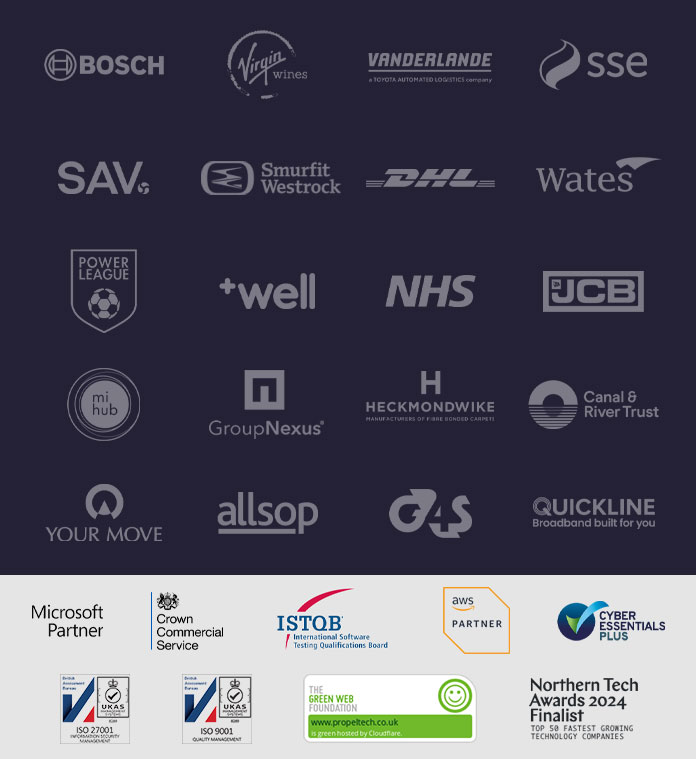 BOSCH
Virgin
wines
VANDERLANDE
a TOYOTA AUTOMATED LOGISTICS company
sse
SAV.
Smurfit
Westrock
DHL
Wates
POWER
LEAGUE
+well
NHS
JCB
mi
hub
GroupNexus®
H
HECKMONDWIKE
MANUFACTURERS OF FIBRE BONDED CARPETS
Canal &
River Trust
YOUR MOVE
allsop
G4S
QUICKLINE
Broadband built for you
Microsoft
Partner
Crown
Commercial
Service
ISTQB®
International Software
Testing Qualifications Board
aws
PARTNER
CYBER
ESSENTIALS
PLUS
British
Assessment
Bureau
UKAS
MANAGEMENT
SYSTEMS
ISO 27001
INFORMATION SECURITY
MANAGEMENT
British
Assessment
Bureau
UKAS
MANAGEMENT
SYSTEMS
ISO 9001
QUALITY MANAGEMENT
THE
GREEN WEB
FOUNDATION
www.propeltech.co.uk
is green hosted by Cloudflare.
Northern Tech
Awards 2024
Finalist
TOP 50 FASTEST GROWING
TECHNOLOGY COMPANIES